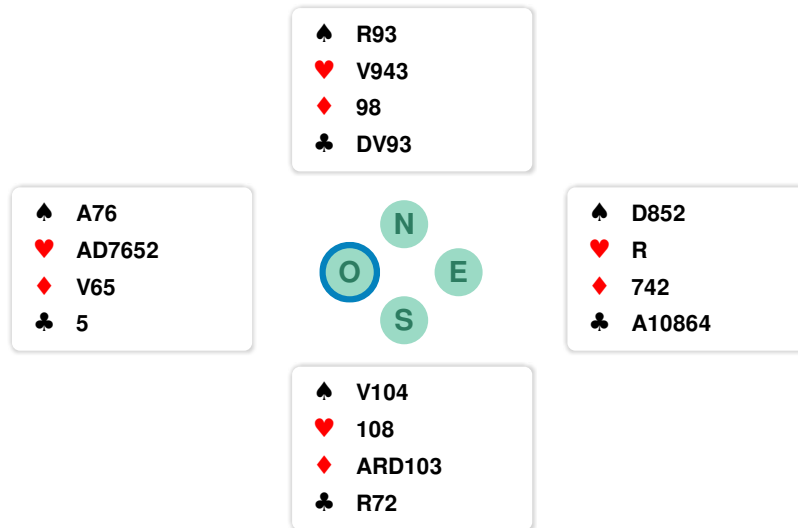 ♠ R93
♥ V943
♦ 98
♣ DV93
♠ A76
♥ AD7652
♦ V65
♣ 5
N
O E
S
♠ D852
♥ R
♦ 742
♣ A10864
♠ V104
♥ 108
♦ ARD103
♣ R72